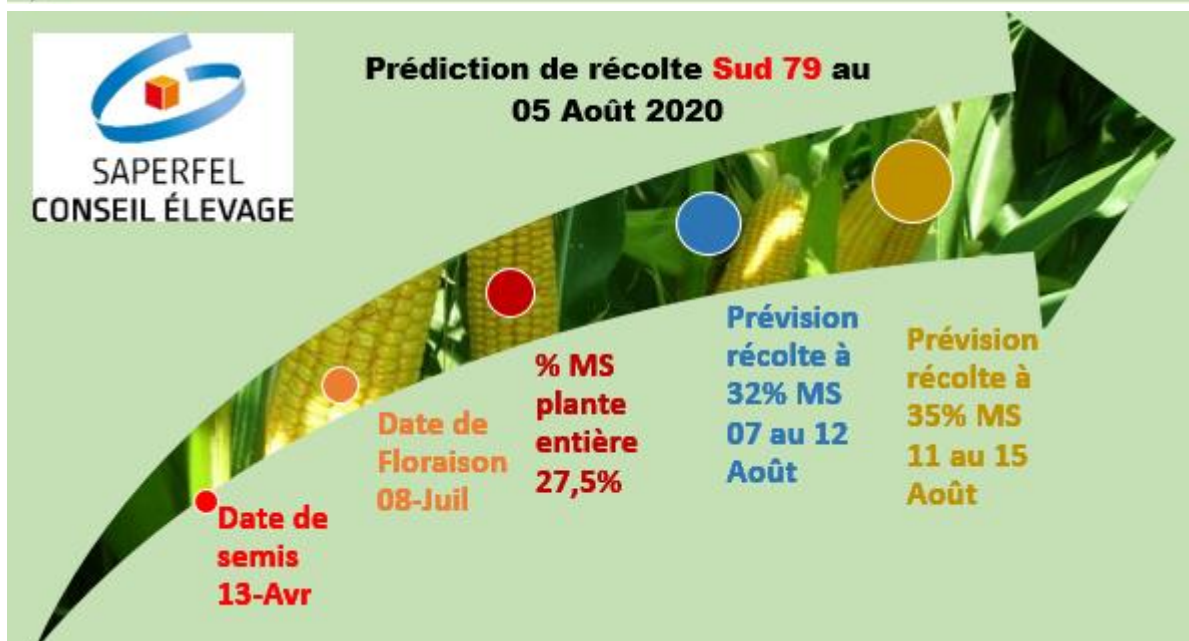 SAPERFEL
CONSEIL ÉLEVAGE
Prédiction de récolte Sud 79 au
05 Août 2020
Date de
semis
13-Avr
Date de
Floraison
08-Juil
% MS
plante
entière
27,5%
Prévision
récolte à
32% MS
07 au 12
Août
Prévision
récolte à
35% MS
11 au 15
Août